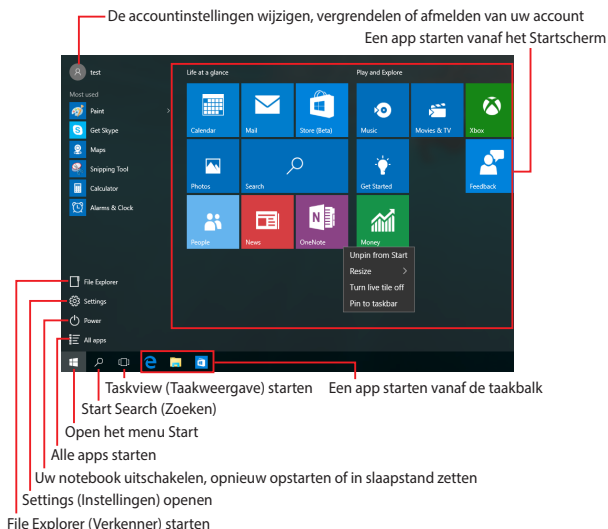 De accountinstellingen wijzigen, vergrendelen of afmelden van uw account
Een app starten vanaf het Startscherm
test
Life at a glance
Play and Explore
Most used
Paint
Get Skype
Maps
Snipping Tool
Calculator
Alarms & Clock
Calendar
Mail
Store (Beta)
Music
Movies & TV
Xbox
Photos
Search
Get Started
Feedback
People
News
OneNote
Money
Unpin from Start
Resize
Turn live tile off
Pin to taskbar
File Explorer
Settings
Power
All apps
Taskview (Taakweergave) starten
Een app starten vanaf de taakbalk
Start Search (Zoeken)
Open het menu Start
Alle apps starten
Uw notebook uitschakelen, opnieuw opstarten of in slaapstand zetten
Settings (Instellingen) openen
File Explorer (Verkenner) starten